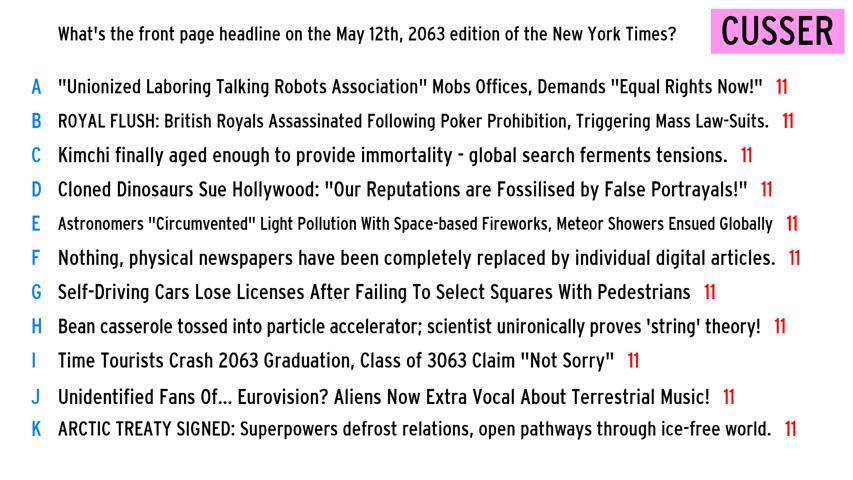 What's the front page headline on the May 12th, 2063 edition of the New York Times?
CUSSER
A "Unionized Laboring Talking Robots Association" Mobs Offices, Demands "Equal Rights Now!" 11
B ROYAL FLUSH: British Royals Assassinated Following Poker Prohibition, Triggering Mass Law-Suits. 11
C Kimchi finally aged enough to provide immortality - global search ferments tensions. 11
D Cloned Dinosaurs Sue Hollywood: "Our Reputations are Fossilised by False Portrayals!" 11
E Astronomers "Circumvented" Light Pollution With Space-based Fireworks, Meteor Showers Ensued Globally 11
F Nothing, physical newspapers have been completely replaced by individual digital articles. 11
G Self-Driving Cars Lose Licenses After Failing To Select Squares With Pedestrians 11
H Bean casserole tossed into particle accelerator; scientist unironically proves 'string' theory! 11
I Time Tourists Crash 2063 Graduation, Class of 3063 Claim "Not Sorry" 11
J Unidentified Fans Of... Eurovision? Aliens Now Extra Vocal About Terrestrial Music! 11
K ARCTIC TREATY SIGNED: Superpowers defrost relations, open pathways through ice-free world. 11